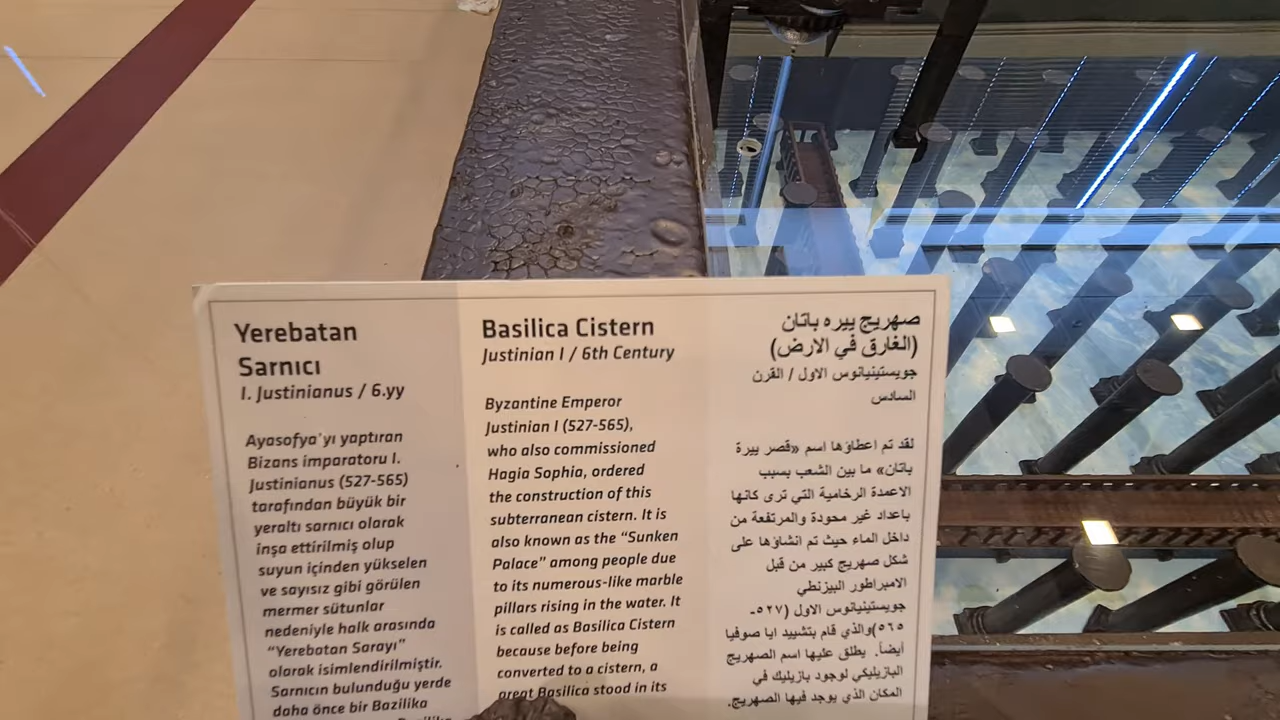 Yerebatan
Sarnıcı
I. Justinianus / 6.yy
Ayasofya'yı yaptıran
Bizans imparatoru I.
Justinianus (527-565)
tarafından büyük bir
yeraltı sarnıcı olarak
inşa ettirilmiş olup
suyun içinden yükselen
ve sayısız gibi görülen
mermer sütunlar
nedeniyle halk arasında
“Yerebatan Sarayı”
olarak isimlendirilmiştir.
Sarnıcın bulunduğu yerde
daha önce bir Bazilika
Basilica Cistern
Justinian I / 6th Century
Byzantine Emperor
Justinian I (527-565),
who also commissioned
Hagia Sophia, ordered
the construction of this
subterranean cistern. It is
also known as the “Sunken
Palace” among people due
to its numerous-like marble
pillars rising in the water. It
is called as Basilica Cistern
because before being
converted to a cistern, a
great Basilica stood in its
صهريج ييره باتان
(الغارق في الارض)
جويستينيانوس الاول / القرن
السادس
لقد تم اعطاؤها اسم «قصر ييرة
باتان» ما بين الشعب بسبب
الاعمدة الرخامية التي ترى كانها
باعداد غير محودة والمرتفعة من
داخل الماء حيث تم انشاؤها على
شكل صهريج كبير من قبل
الامبراطور البيزنطي
جويستينيانوس الاول (٥٢٧-
٥٦٥)والذي قام بتشييد ايا صوفيا
أيضاً. يطلق عليها اسم الصهريج
البازيليكي لوجود بازيليك في
المكان الذي يوجد فيها الصهريج.